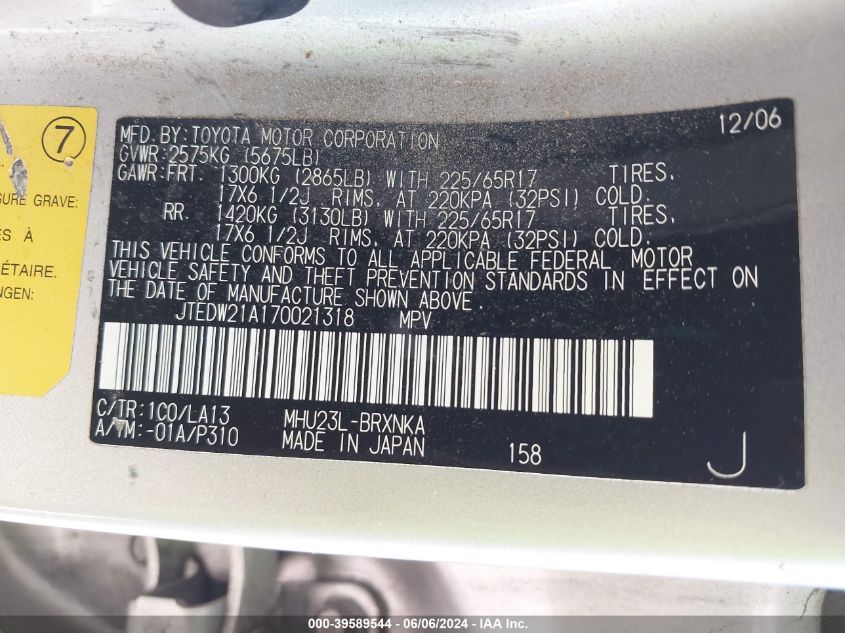 7
SURE GRAVE:
ES À
ÉTAIRE.
NGEN:
12/06
MFD. BY: TOYOTA MOTOR CORPORATION
GVWR: 2575KG (5675LB)
GAWR: FRT. 1300KG (2865LB) WITH 225/65R17 TIRES,
17X6 1/2J RIMS, AT 220KPA (32PSI) COLD.
RR. 1420KG (3130LB) WITH 225/65R17 TIRES,
17X6 1/2J RIMS, AT 220KPA (32PSI) COLD.
THIS VEHICLE CONFORMS TO ALL APPLICABLE FEDERAL MOTOR
VEHICLE SAFETY AND THEFT PREVENTION STANDARDS IN EFFECT ON
THE DATE OF MANUFACTURE SHOWN ABOVE.
JTEDW21A170021318 MPV
C/TR: 1C0/LA13 MHU23L-BRXNKA
A/TM: -01A/P310 MADE IN JAPAN 158 J
000-39589544 - 06/06/2024 - IAA Inc.